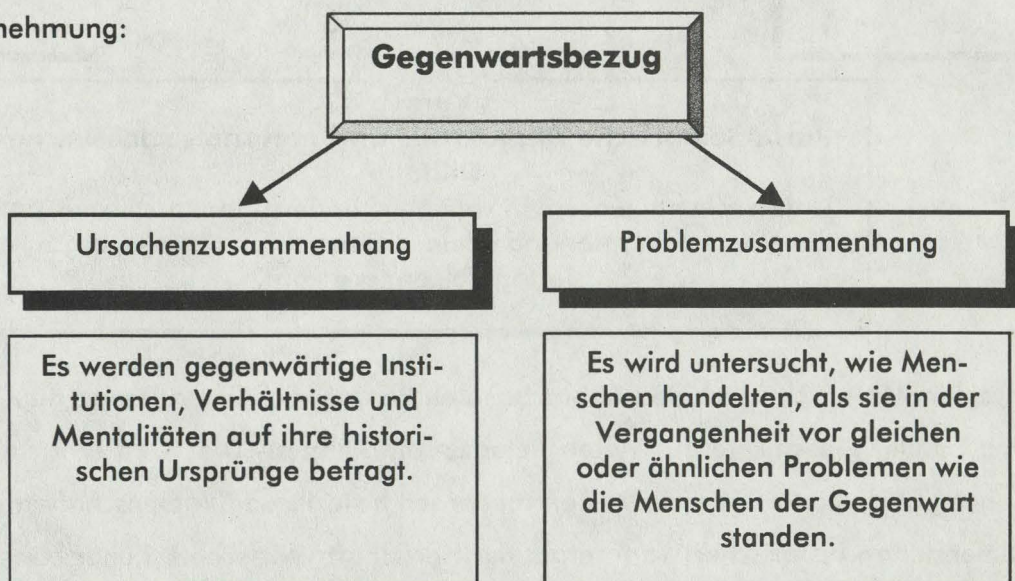 nehmung:
Gegenwartsbezug
Ursachenzusammenhang
Problemzusammenhang
Es werden gegenwärtige Insti-
tutionen, Verhältnisse und
Mentalitäten auf ihre histori-
schen Ursprünge befragt.
Es wird untersucht, wie Men-
schen handelten, als sie in der
Vergangenheit vor gleichen
oder ähnlichen Problemen wie
die Menschen der Gegenwart
standen.